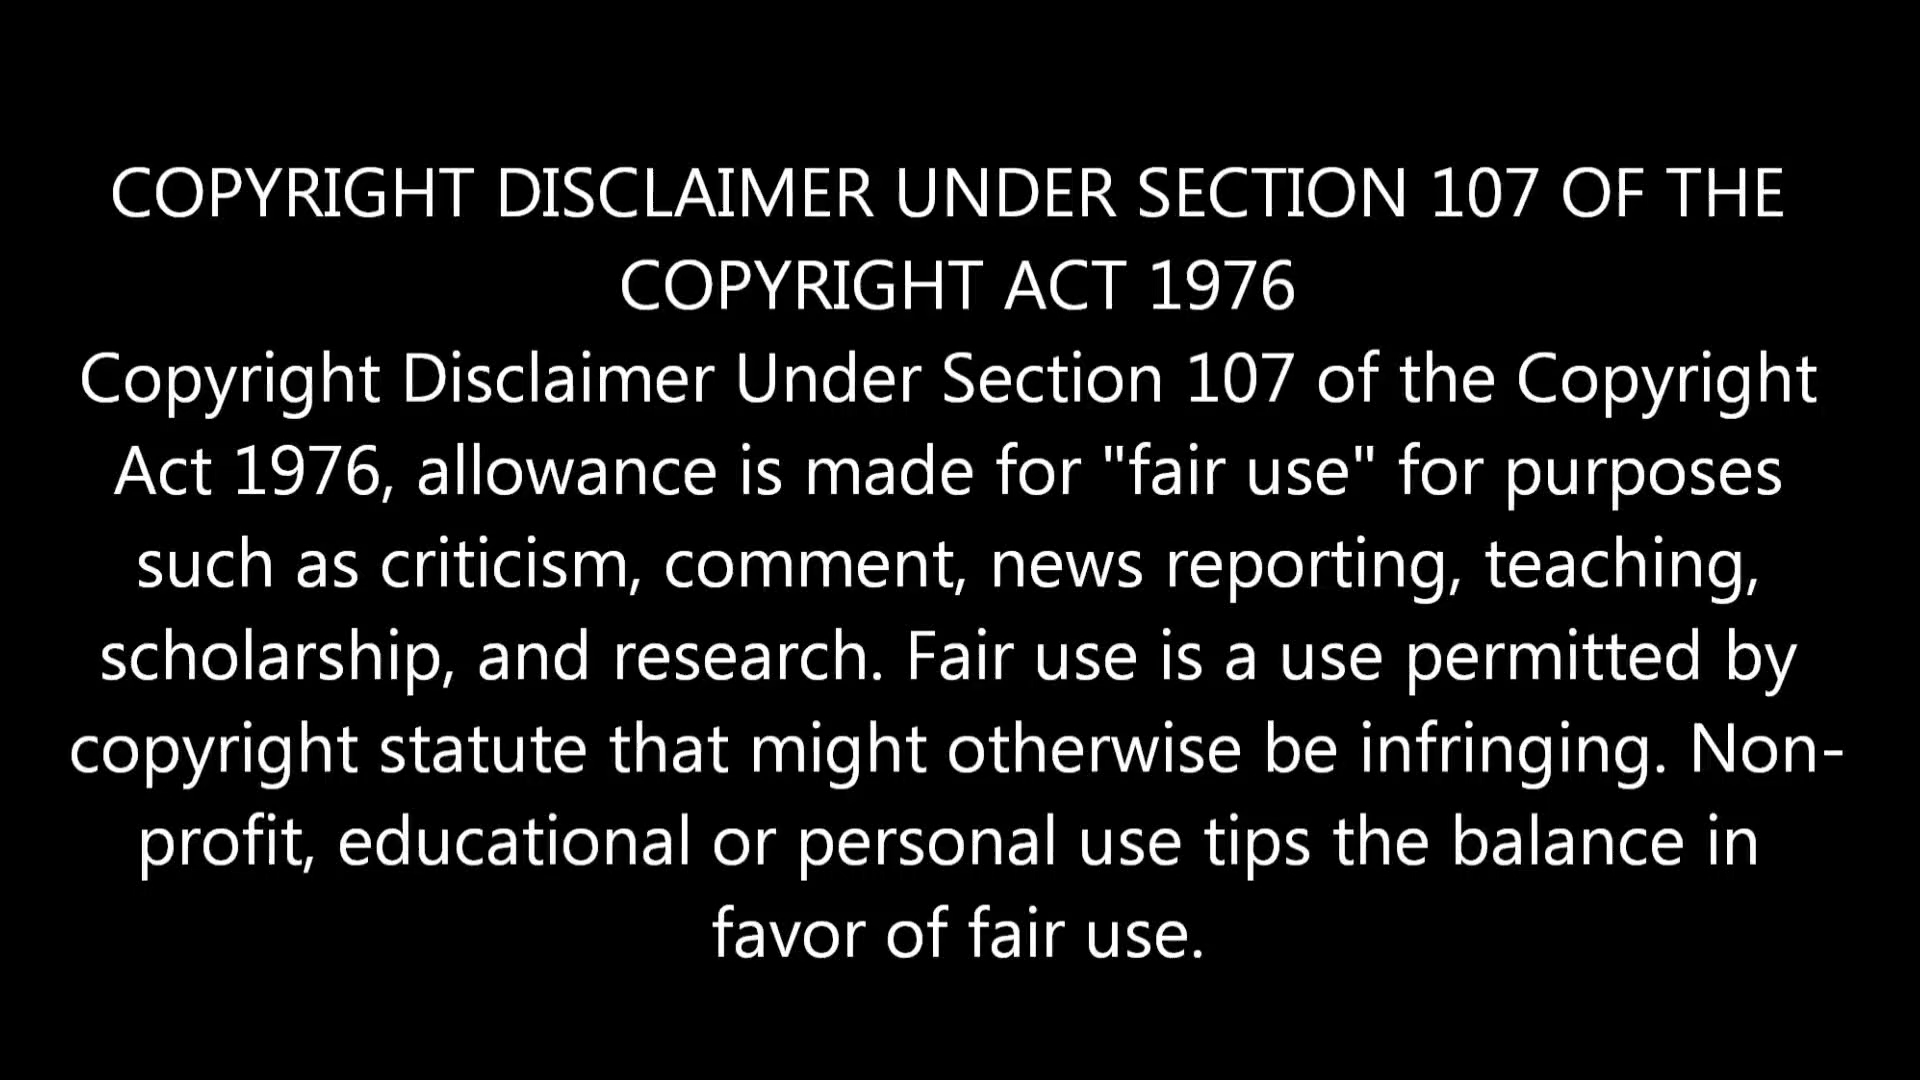 COPYRIGHT DISCLAIMER UNDER SECTION 107 OF THE
COPYRIGHT ACT 1976
Copyright Disclaimer Under Section 107 of the Copyright
Act 1976, allowance is made for "fair use" for purposes
such as criticism, comment, news reporting, teaching,
scholarship, and research. Fair use is a use permitted by
copyright statute that might otherwise be infringing. Non-
profit, educational or personal use tips the balance in
favor of fair use.